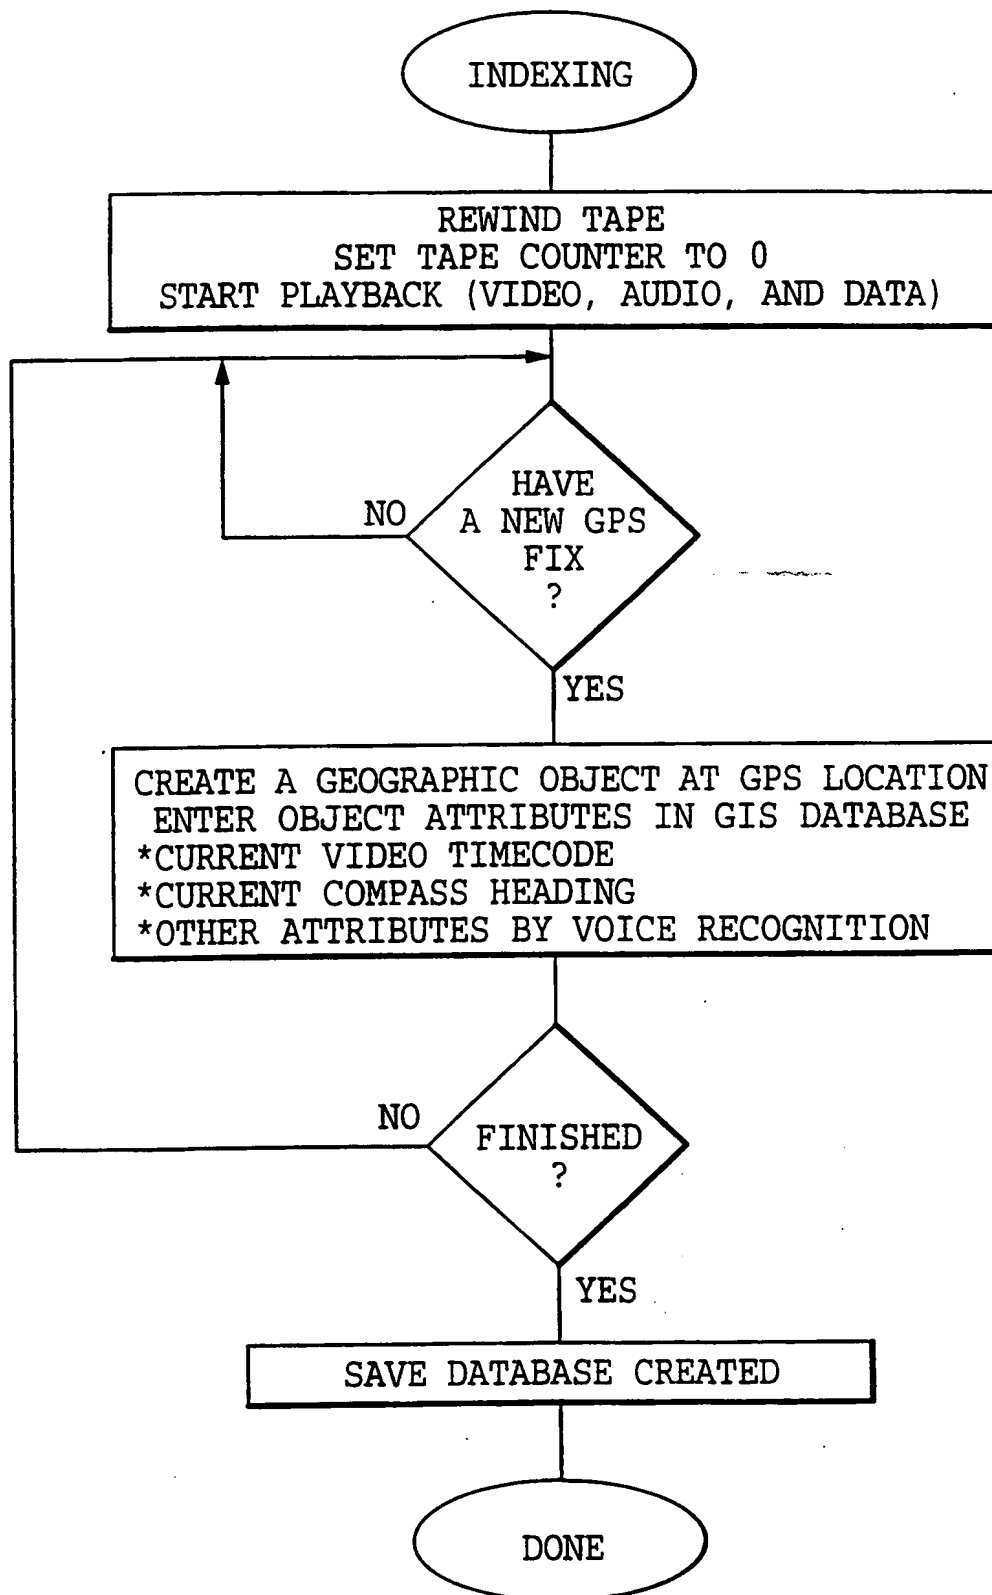 INDEXING
REWIND TAPE
SET TAPE COUNTER TO 0
START PLAYBACK (VIDEO, AUDIO, AND DATA)
HAVE
A NEW GPS
FIX
?
NO
YES
CREATE A GEOGRAPHIC OBJECT AT GPS LOCATION
ENTER OBJECT ATTRIBUTES IN GIS DATABASE
*CURRENT VIDEO TIMECODE
*CURRENT COMPASS HEADING
*OTHER ATTRIBUTES BY VOICE RECOGNITION
NO
FINISHED
?
YES
SAVE DATABASE CREATED
DONE